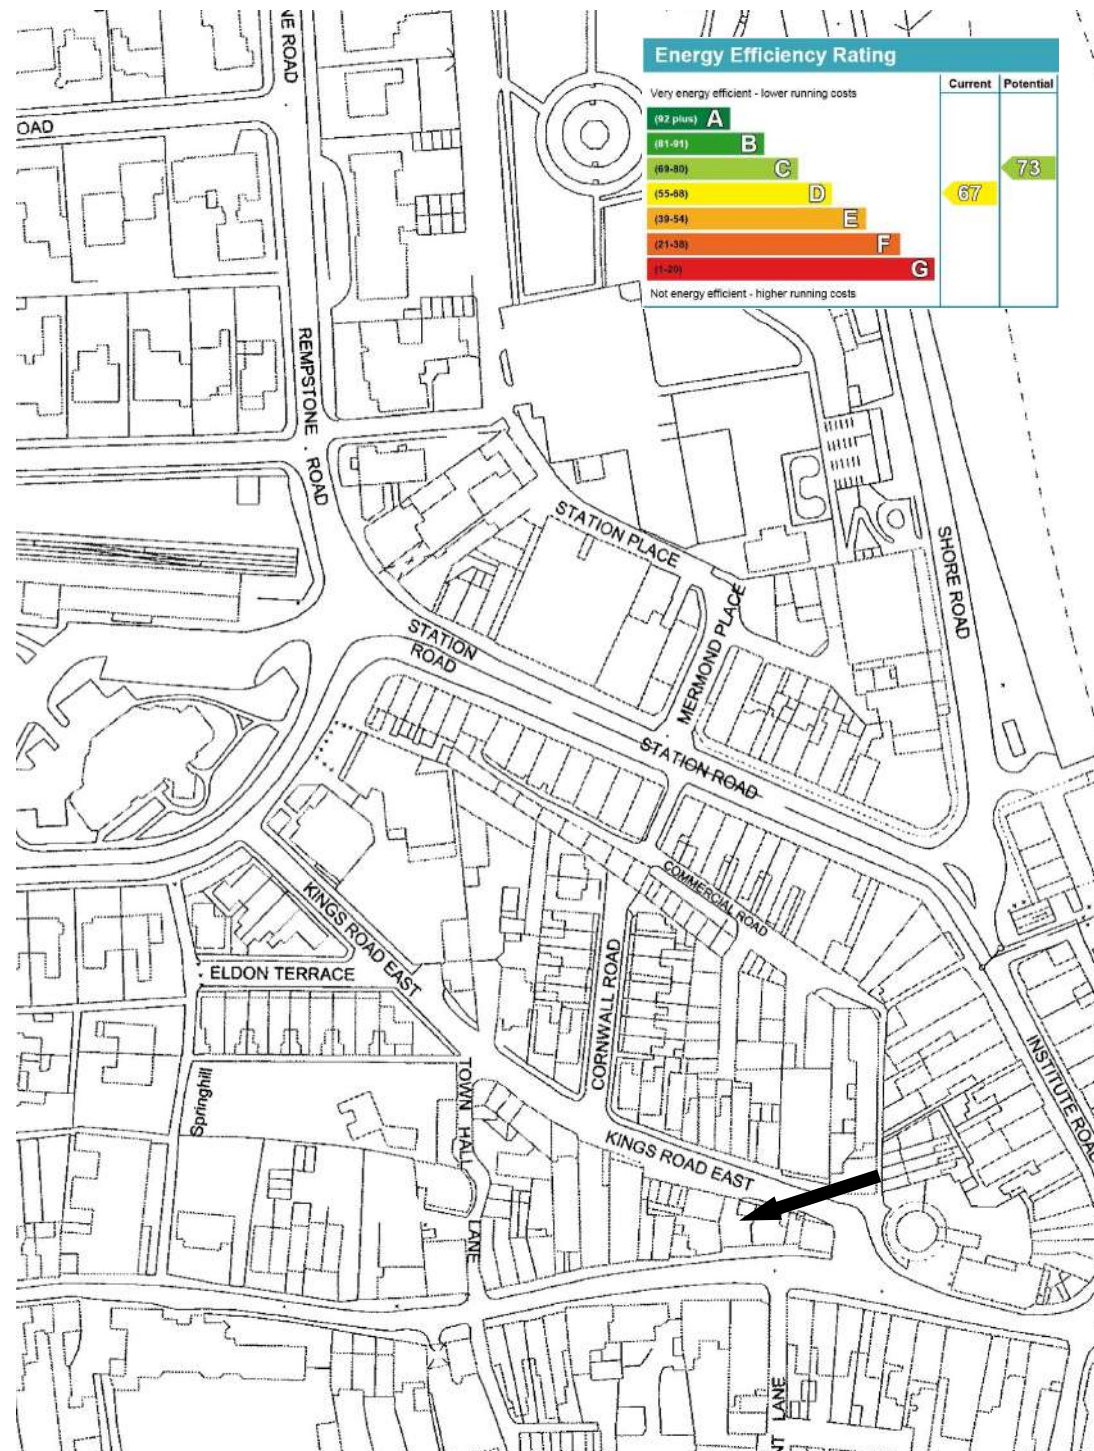 NE ROAD
OAD
Energy Efficiency Rating
Current Potential
Very energy efficient - lower running costs
(92 plus) A
(81-91) B
(69-80) C
73
(55-68) D
67
(39-54) E
(21-38) F
(1-20) G
Not energy efficient - higher running costs
REMPSTONE ROAD
STATION PLACE
SHORE ROAD
MERMOND PLACE
STATION
ROAD
STATION ROAD
COMMERCIAL ROAD
KINGS ROAD EAST
ELDON TERRACE
CORNWALL ROAD
INSTITUTE ROAD
Springhill
TOWN HALL LANE
KINGS ROAD EAST
NT LANE